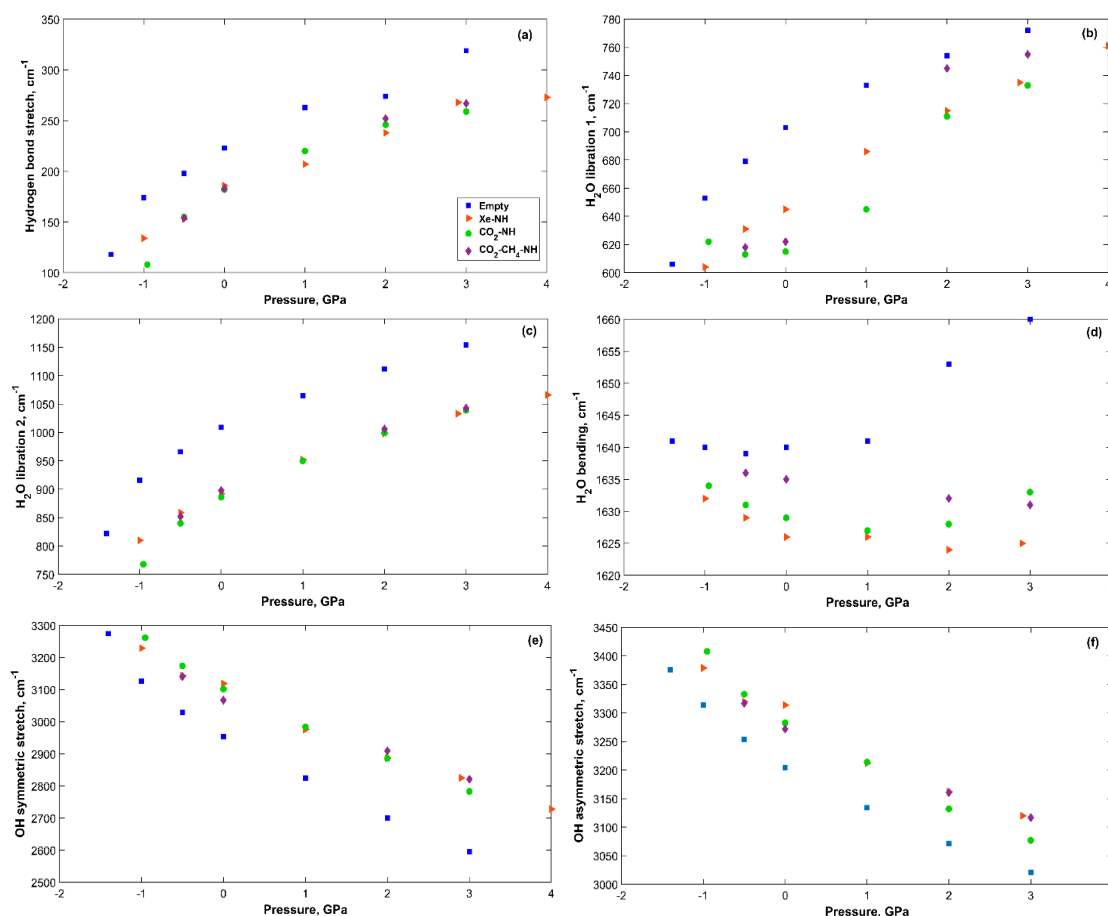 350
300
250
200
150
100
Hydrogen bond stretch, cm-1
(a)
Empty
Xe-NH
CO2-NH
CO2-CH4-NH
-2 -1 0 1 2 3 4
Pressure, GPa
780
760
740
720
700
680
660
640
620
600
H2O libration 1, cm-1
(b)
-2 -1 0 1 2 3 4
Pressure, GPa
1200
1150
1100
1050
1000
950
900
850
800
750
H2O libration 2, cm-1
(c)
-2 -1 0 1 2 3 4
Pressure, GPa
1660
1655
1650
1645
1640
1635
1630
1625
1620
H2O bending, cm-1
(d)
-2 -1 0 1 2 3
Pressure, GPa
3300
3200
3100
3000
2900
2800
2700
2600
2500
OH symmetric stretch, cm-1
(e)
-2 -1 0 1 2 3 4
Pressure, GPa
3450
3400
3350
3300
3250
3200
3150
3100
3050
3000
OH asymmetric stretch, cm-1
(f)
-2 -1 0 1 2 3
Pressure, GPa